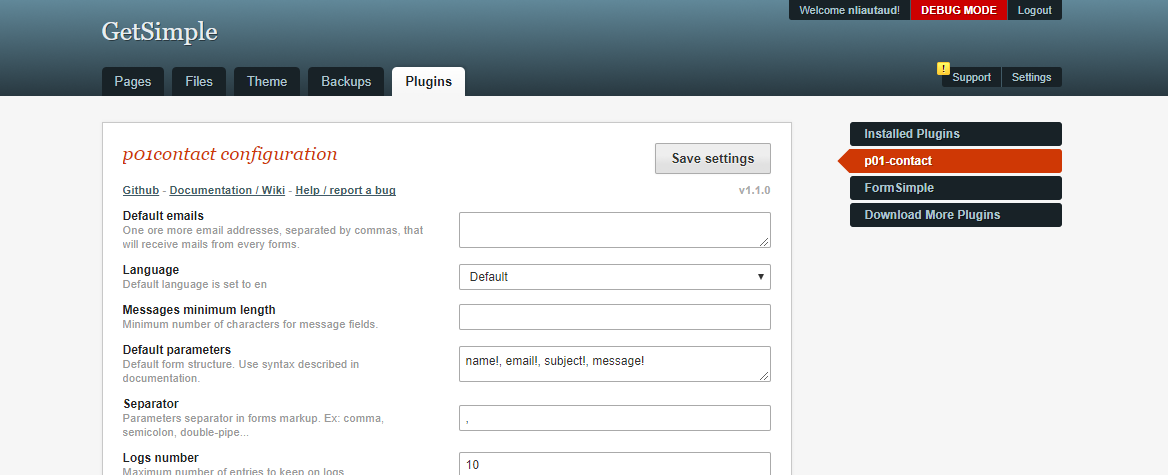 Welcome nliautaud!
DEBUG MODE
Logout
GetSimple
Pages
Files
Theme
Backups
Plugins
!
Support
Settings
p01contact configuration
Save settings
Github - Documentation / Wiki - Help / report a bug
v1.1.0
Default emails
One ore more email addresses, separated by commas, that
will receive mails from every forms.
Language
Default language is set to en
Default
Messages minimum length
Minimum number of characters for message fields.
Default parameters
Default form structure. Use syntax described in
documentation.
name!, email!, subject!, message!
Separator
Parameters separator in forms markup. Ex: comma,
semicolon, double-pipe...
,
Logs number
Maximum number of entries to keep on logs
10
Installed Plugins
p01-contact
FormSimple
Download More Plugins